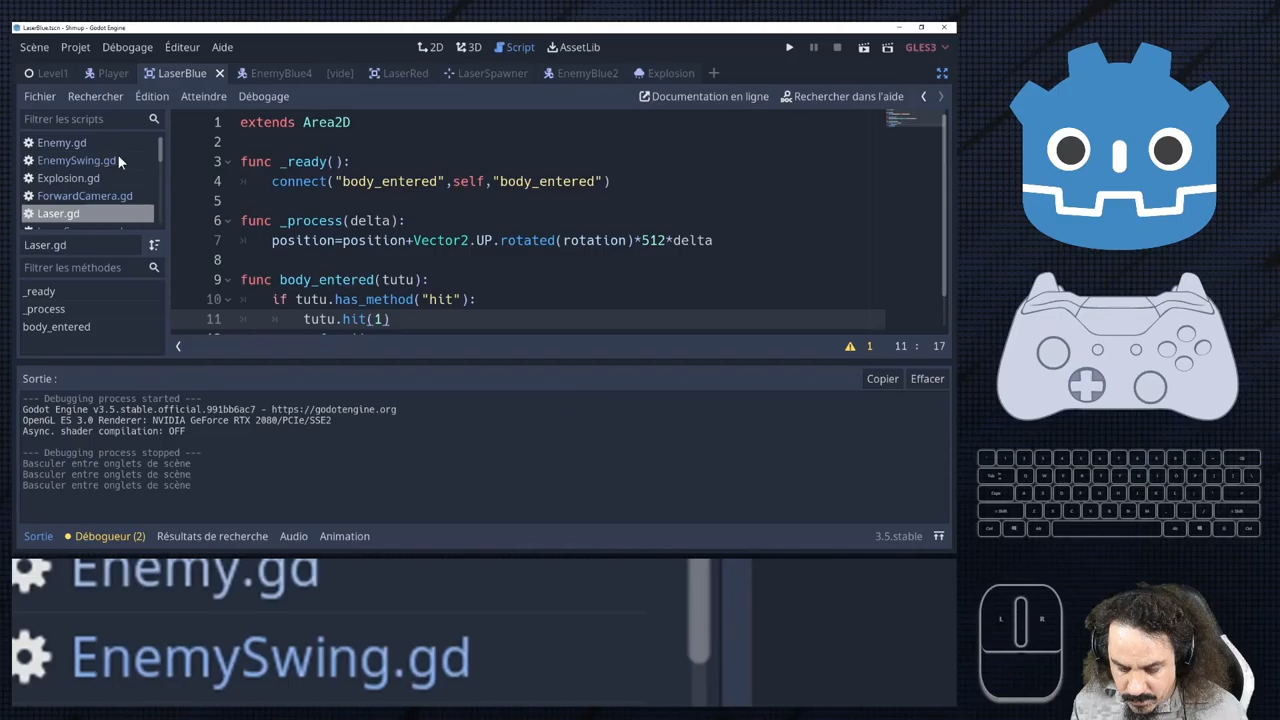 LaserBlue.tscn - Shmup - Godot Engine
Scène Projet Débogage Éditeur Aide 2D 3D Script AssetLib GLES3
Level1 Player LaserBlue EnemyBlue4 [vide] LaserRed LaserSpawner EnemyBlue2 Explosion
Fichier Rechercher Édition Atteindre Débogage Documentation en ligne Rechercher dans l'aide
Filtrer les scripts
Enemy.gd
EnemySwing.gd
Explosion.gd
ForwardCamera.gd
Laser.gd
Laser.gd
Filtrer les méthodes
_ready
_process
body_entered
1 extends Area2D
2
3 func _ready():
4 connect("body_entered",self,"body_entered")
5
6 func _process(delta):
7 position=position+Vector2.UP.rotated(rotation)*512*delta
8
9 func body_entered(tutu):
10 if tutu.has_method("hit"):
11 tutu.hit(1)
1 11 : 17
Sortie : Copier Effacer
--- Debugging process started ---
Godot Engine v3.5.stable.official.991bb6ac7 - https://godotengine.org
OpenGL ES 3.0 Renderer: NVIDIA GeForce RTX 2080/PCIe/SSE2
Async. shader compilation: OFF
--- Debugging process stopped ---
Basculer entre onglets de scène
Basculer entre onglets de scène
Basculer entre onglets de scène
Sortie Débogueur (2) Résultats de recherche Audio Animation 3.5.stable
Enemy.gd
EnemySwing.gd
L R